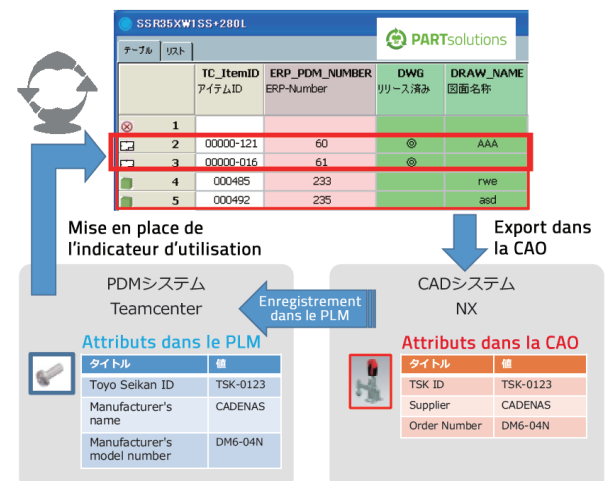 SSR35XW1SS+280L
PARTsolutions
テーブル リスト
TC_ItemID ERP_PDM_NUMBER DWG DRAW_NAME
アイテムID ERP-Number リリース済み 図面名称
1
2 00000-121 60 ◎ AAA
3 00000-016 61 ◎
4 000485 233 rwe
5 000492 235 asd
Mise en place de
l'indicateur d'utilisation
Export dans
la CAO
PDMシステム
Teamcenter
Enregistrement
dans le PLM
CADシステム
NX
Attributs dans le PLM
タイトル 値
Toyo Seikan ID TSK-0123
Manufacturer's
name CADENAS
Manufacturer's
model number DM6-04N
Attributs dans la CAO
タイトル 値
TSK ID TSK-0123
Supplier CADENAS
Order Number DM6-04N